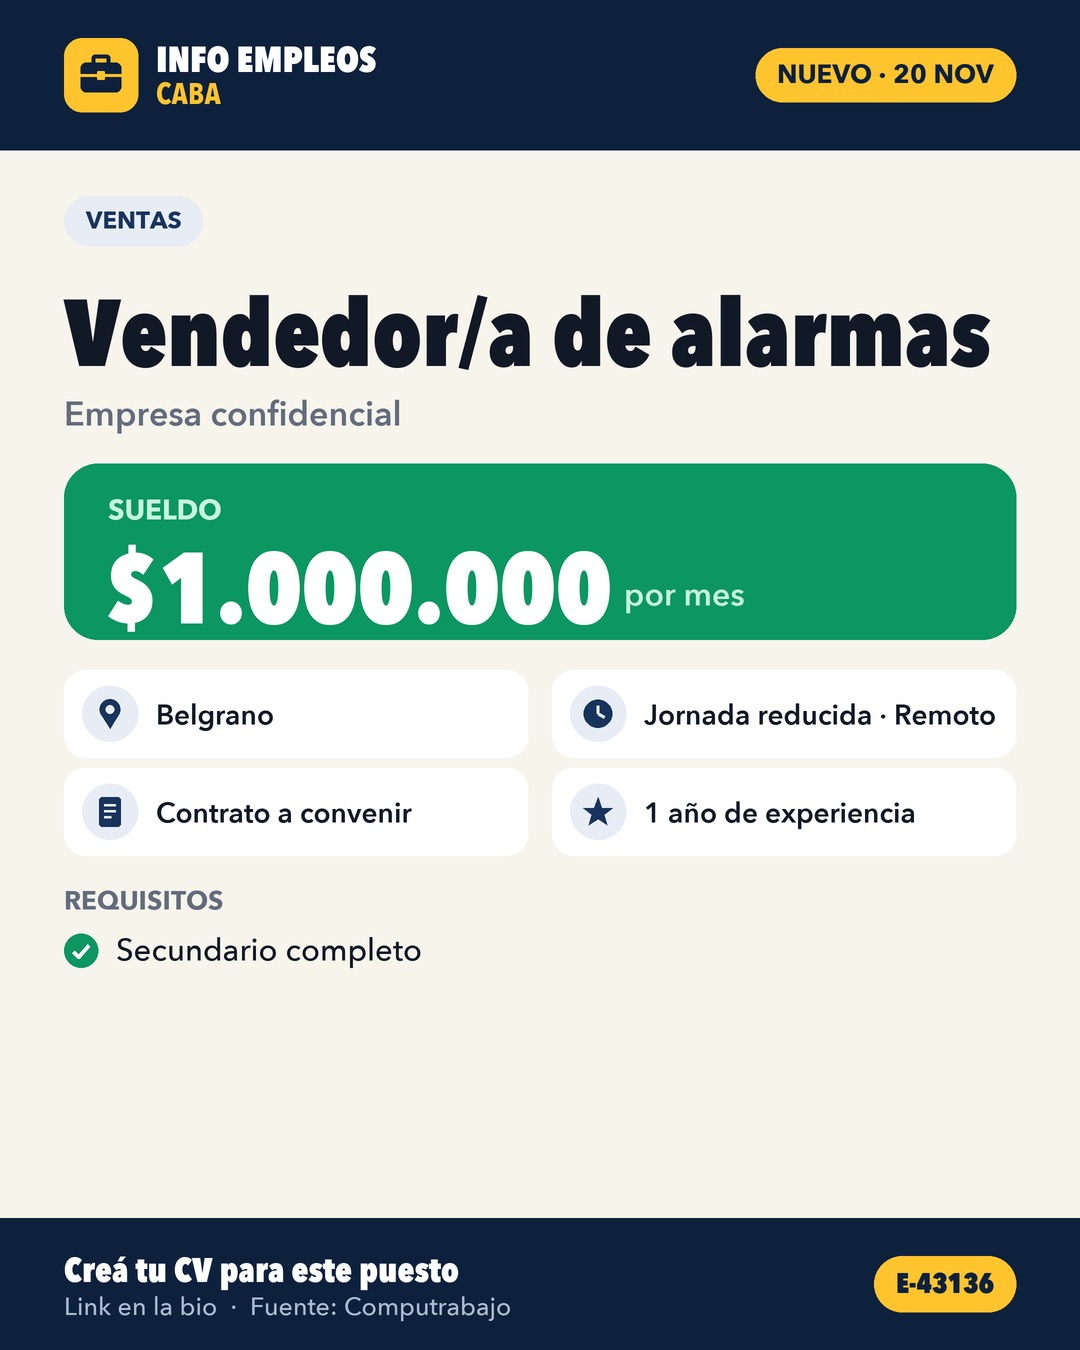 INFO EMPLEOS
CABA
NUEVO · 20 NOV
VENTAS
Vendedor/a de alarmas
Empresa confidencial
SUELDO
$1.000.000 por mes
Belgrano
Jornada reducida · Remoto
Contrato a convenir
1 año de experiencia
REQUISITOS
Secundario completo
Creá tu CV para este puesto
Link en la bio · Fuente: Computrabajo
E-43136